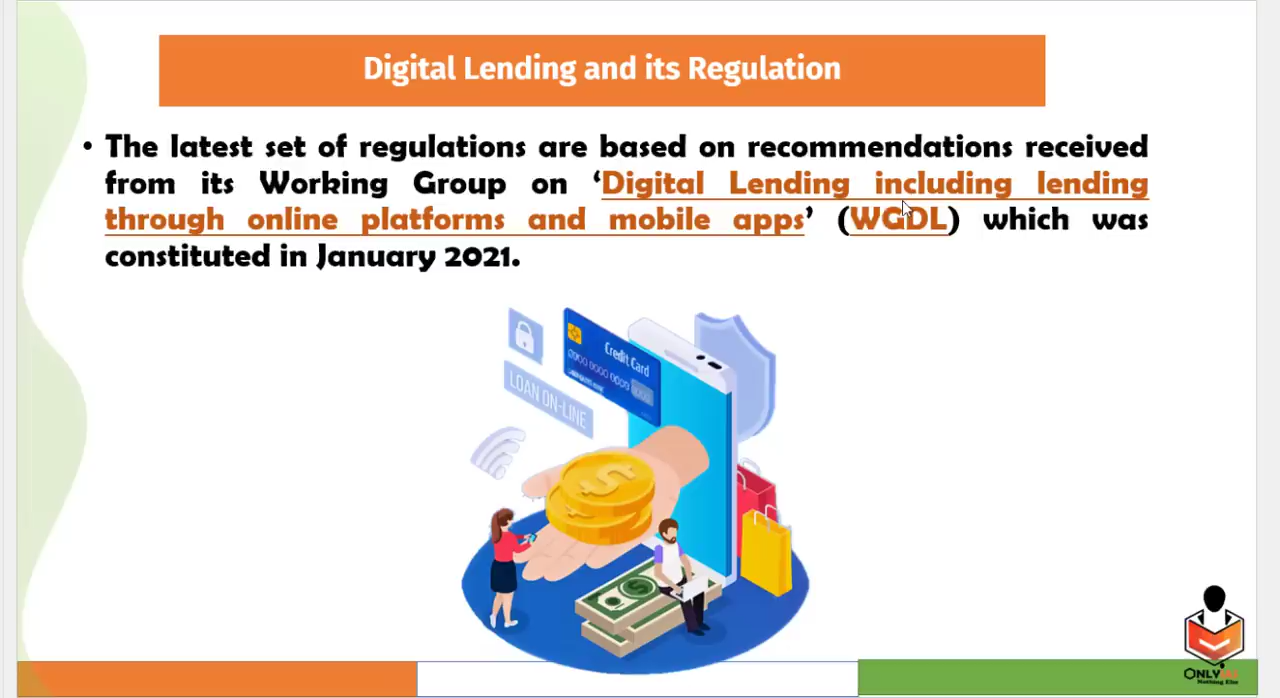 Digital Lending and its Regulation
• The latest set of regulations are based on recommendations received
from its Working Group on ‘Digital Lending including lending
through online platforms and mobile apps’ (WGDL) which was
constituted in January 2021.
Credit Card
LOAN ON-LINE
Nothing Else